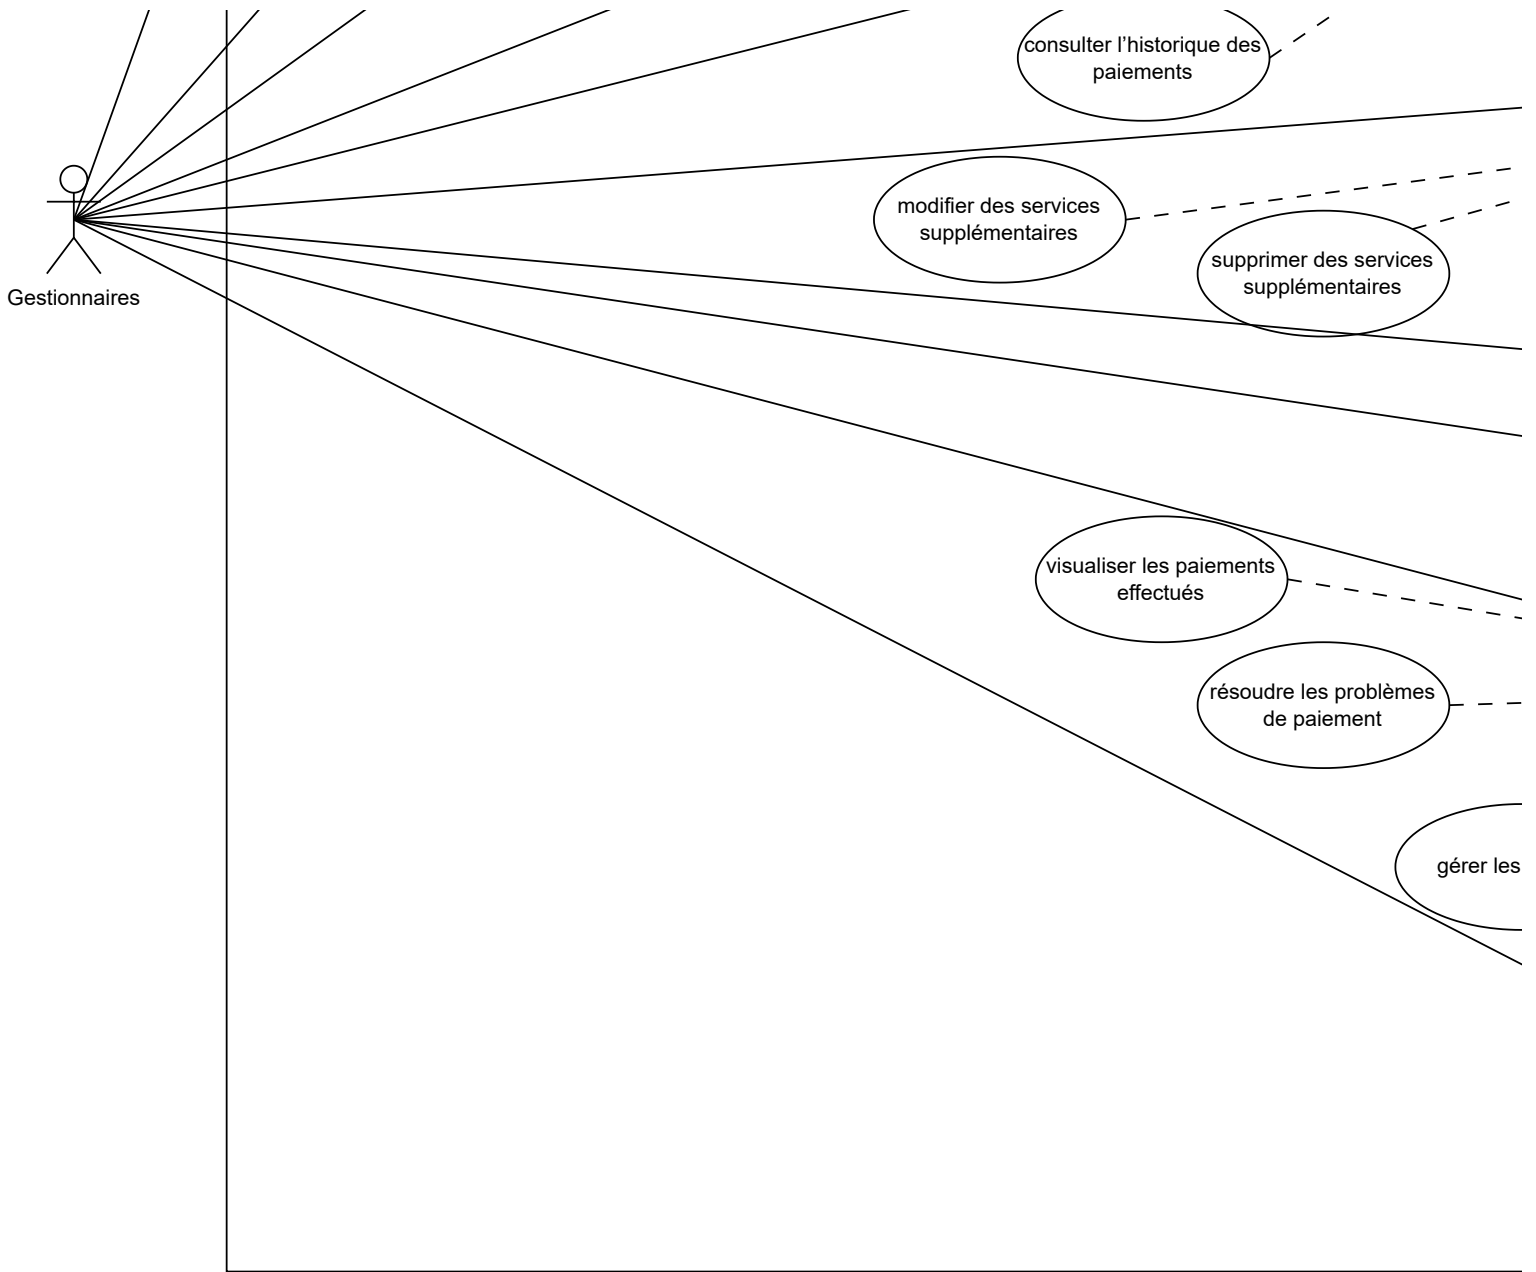 consulter l’historique des
paiements
modifier des services
supplémentaires
supprimer des services
supplémentaires
Gestionnaires
visualiser les paiements
effectués
résoudre les problèmes
de paiement
gérer les